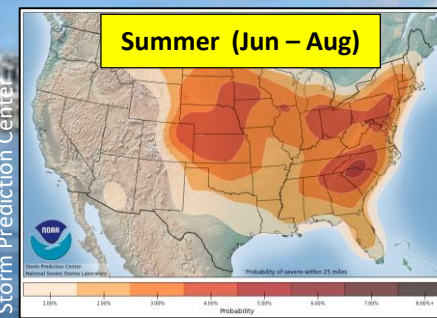 Summer (Jun – Aug)
Storm Prediction Center
NOAA
Storm Prediction Center
National Severe Storms Laboratory
* Probability of severe within 25 miles
1.00% 2.00% 3.00% 4.00% 5.00% 6.00% 7.00% 8.00%+
Probability